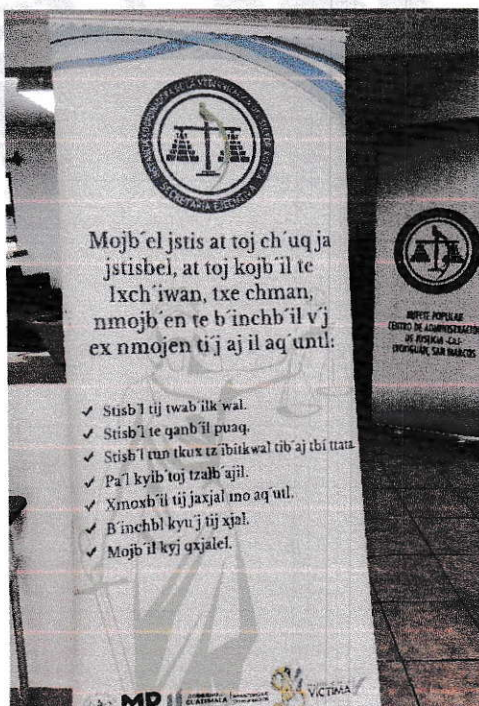 SECRETARÍA EJECUTIVA
Mojb´el jstis at toj ch´uq ja
jstisbel, at toj kojb´il te
Ixch´iwan, txe chman,
nmojb´en te b´inchb´il v´j
ex nmojen ti´j aj il aq´untl:
✓ Stisb´l tij twab´ilk´wal.
✓ Stisb´l te qanb´il puaq.
✓ Stisb´l tun tkux tz´ibitkwal tib´aj tbí ttata
✓ Pa´l kyib´toj tzalb´ajil.
✓ Xmoxb´il tij jaxjal mo aq´utl.
✓ B´inchbl kyu´j tij xjal.
✓ Mojb´il kyj qxjalel.
MP
GUATEMALA
VÍCTIMA
BUFETE POPULAR
CENTRO DE ADMINISTRACIÓN
DE JUSTICIA -CAJ-
IXCHIGUÁN, SAN MARCOS